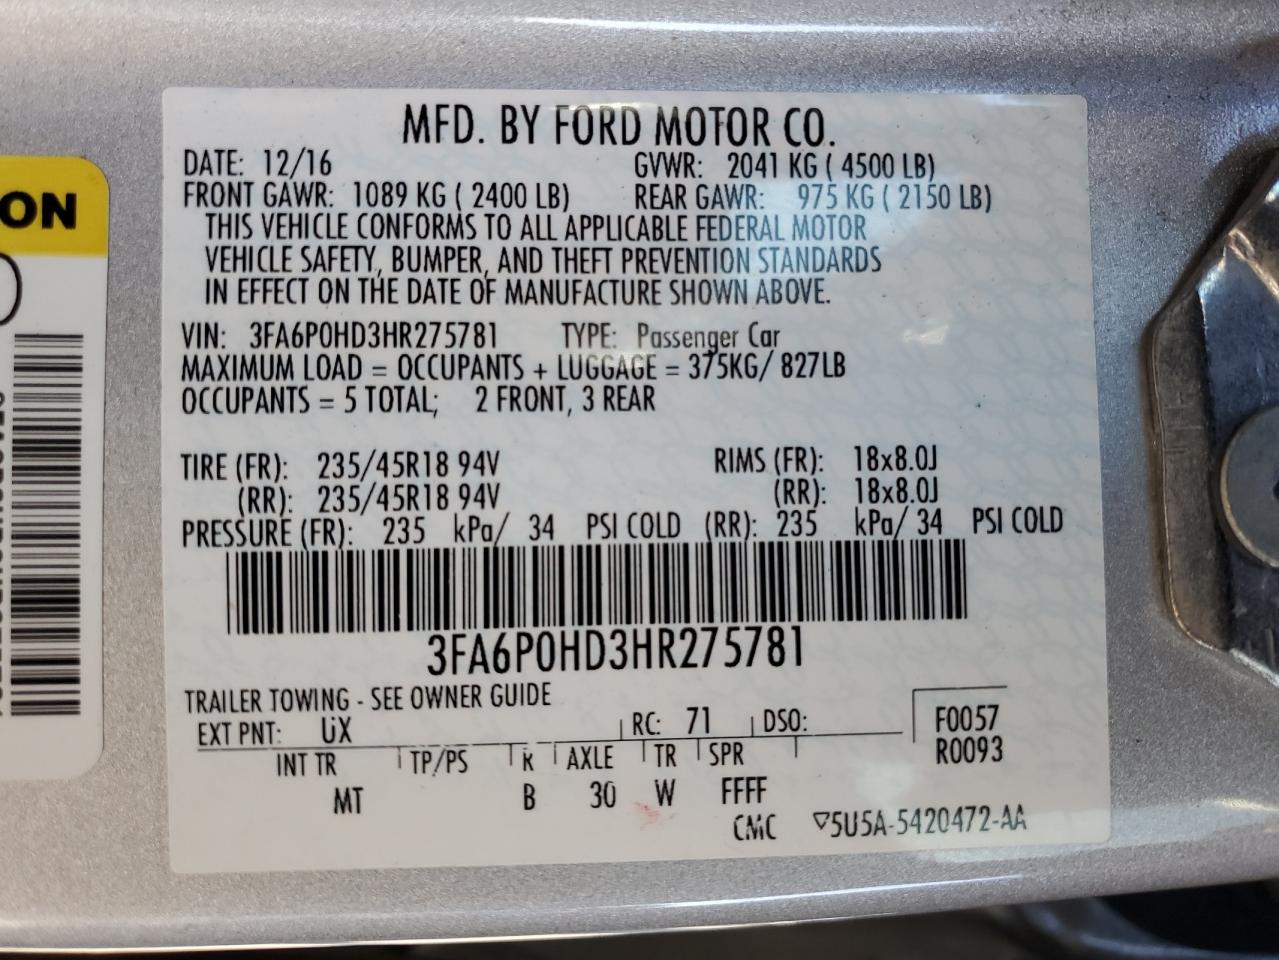 MFD. BY FORD MOTOR CO.
DATE: 12/16 GVWR: 2041 KG ( 4500 LB)
FRONT GAWR: 1089 KG ( 2400 LB) REAR GAWR: 975 KG ( 2150 LB)
THIS VEHICLE CONFORMS TO ALL APPLICABLE FEDERAL MOTOR
VEHICLE SAFETY, BUMPER, AND THEFT PREVENTION STANDARDS
IN EFFECT ON THE DATE OF MANUFACTURE SHOWN ABOVE.
VIN: 3FA6P0HD3HR275781 TYPE: Passenger Car
MAXIMUM LOAD = OCCUPANTS + LUGGAGE = 375KG/ 827LB
OCCUPANTS = 5 TOTAL; 2 FRONT, 3 REAR
TIRE (FR): 235/45R18 94V RIMS (FR): 18x8.0J
(RR): 235/45R18 94V (RR): 18x8.0J
PRESSURE (FR): 235 kPa/ 34 PSI COLD (RR): 235 kPa/ 34 PSI COLD
3FA6P0HD3HR275781
TRAILER TOWING - SEE OWNER GUIDE
EXT PNT: UX RC: 71 DSO: F0057
INT TR TP/PS R AXLE TR SPR R0093
MT B 30 W FFFF
CMC ▽5U5A-5420472-AA
ON